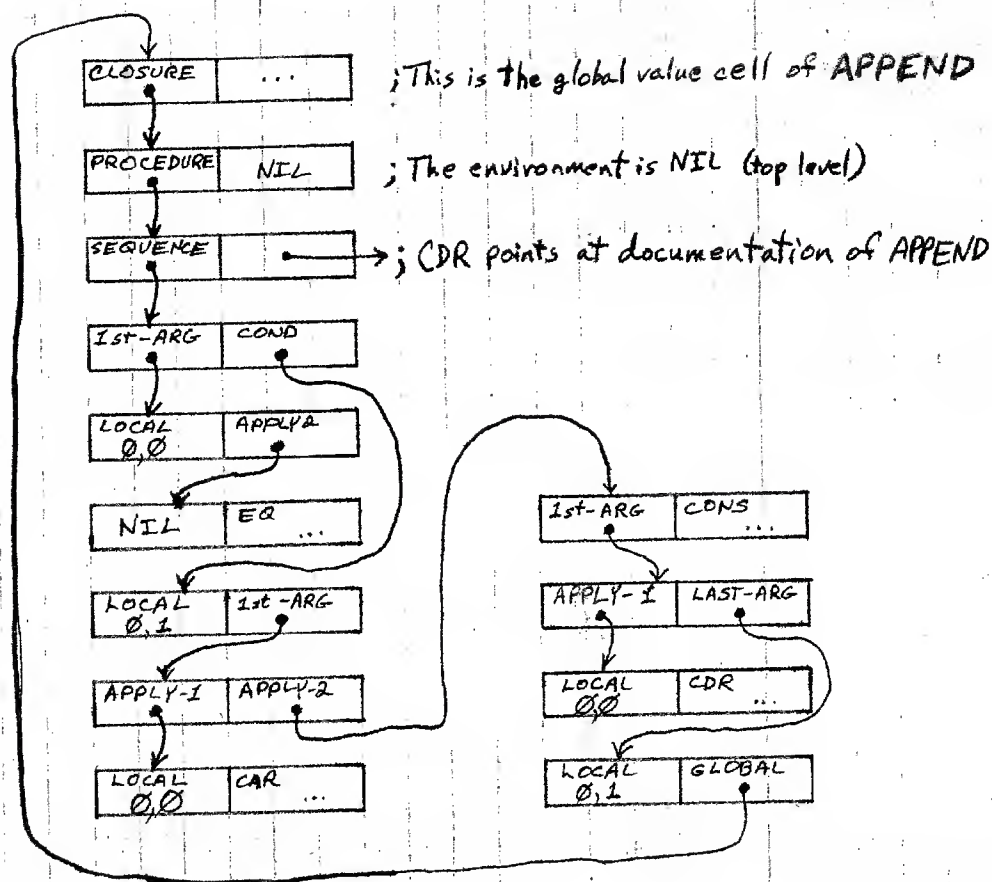 CLOSURE ... ; This is the global value cell of APPEND
PROCEDURE NIL ; The environment is NIL (top level)
SEQUENCE ; CDR points at documentation of APPEND
1st-ARG COND
LOCAL APPLY2
0,0
NIL EQ
...
LOCAL 1st-ARG
0,1
APPLY-1 APPLY-2
LOCAL CAR
0,0 ...
1st-ARG CONS
...
APPLY-1 LAST-ARG
LOCAL CDR
0,0 ...
LOCAL GLOBAL
0,1